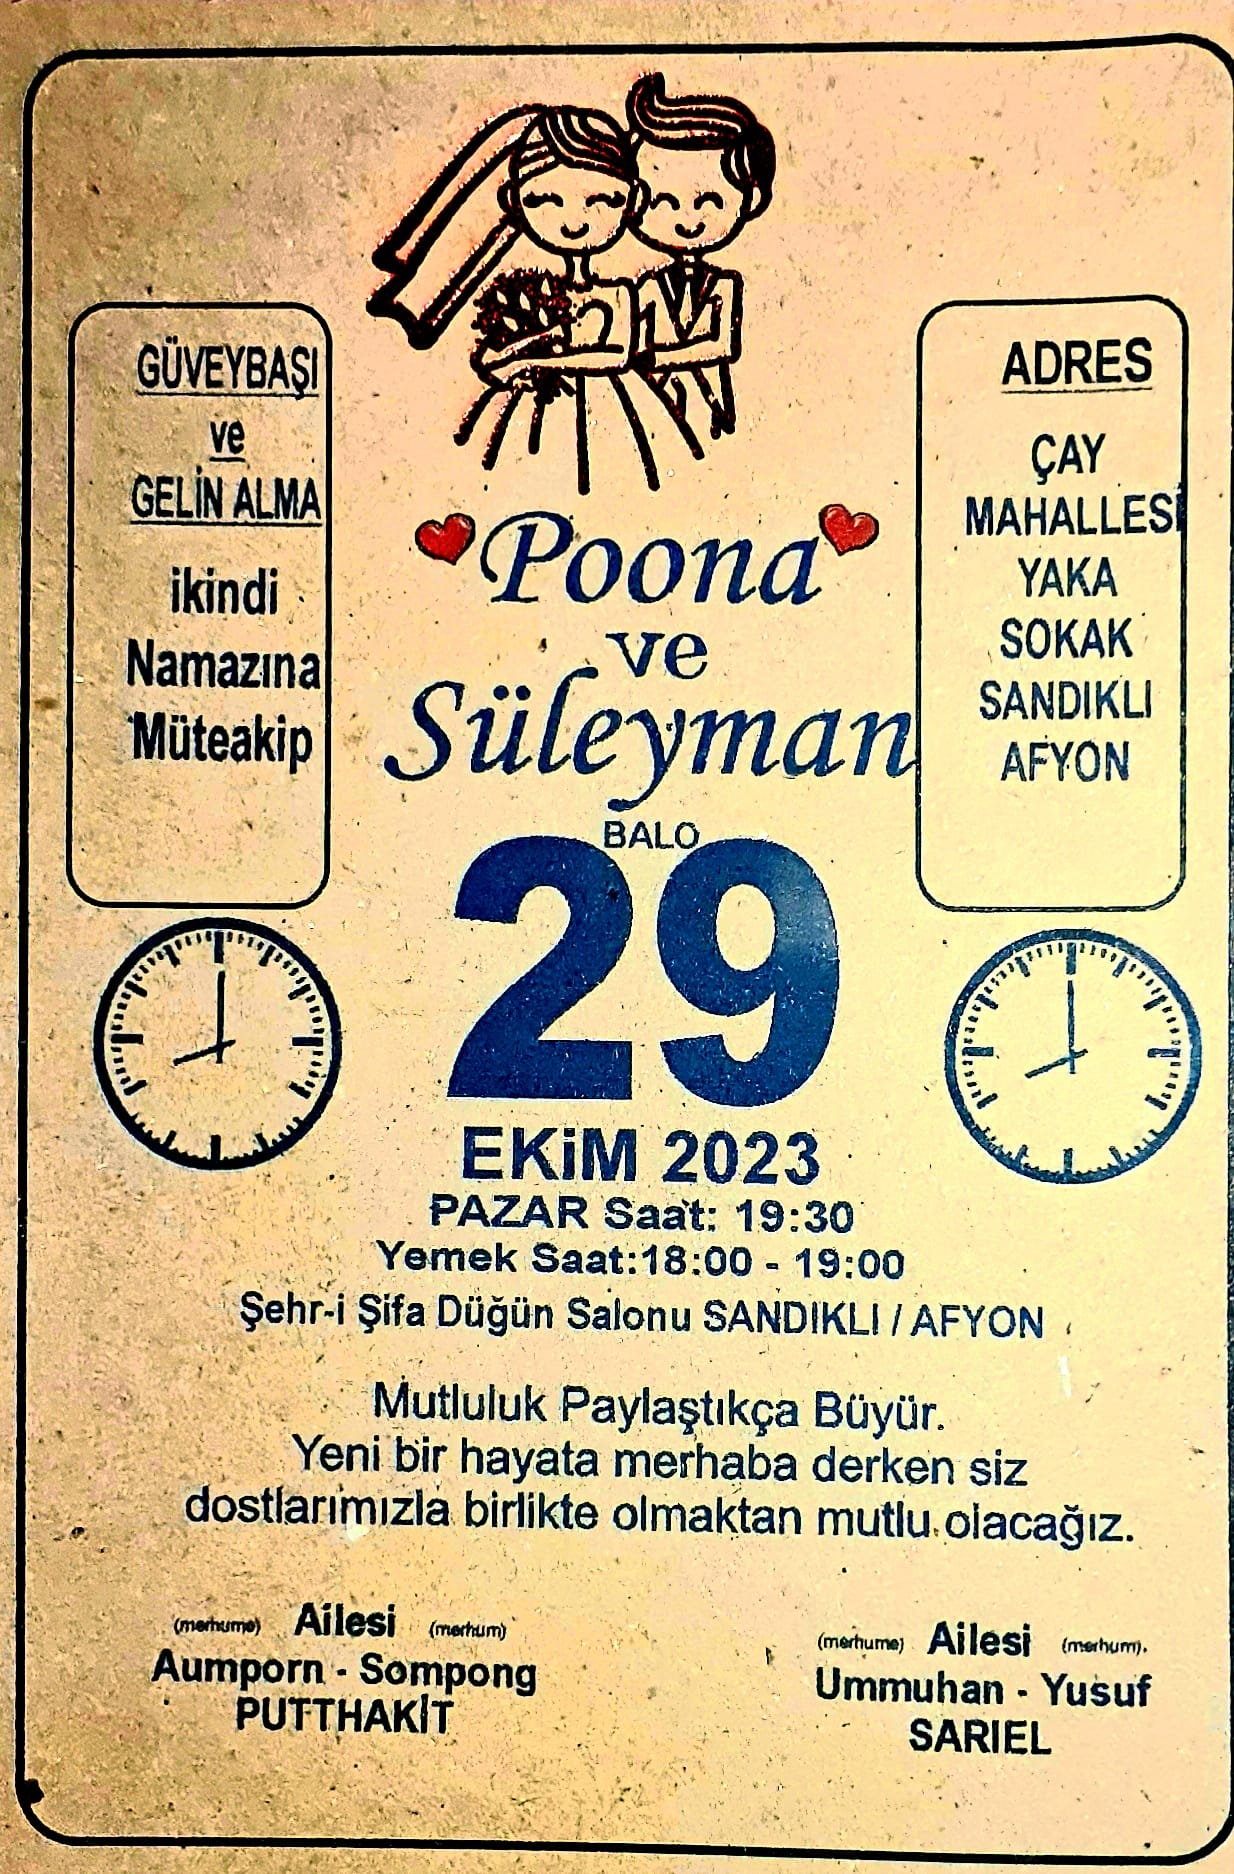 GÜVEYBAŞI
ve
GELİN ALMA
ikindi
Namazına
Müteakip
ADRES
ÇAY
MAHALLESİ
YAKA
SOKAK
SANDIKLI
AFYON
Poona
ve
Süleyman
BALO
29
EKiM 2023
PAZAR Saat: 19:30
Yemek Saat:18:00 - 19:00
Şehr-i Şifa Düğün Salonu SANDIKLI / AFYON
Mutluluk Paylaştıkça Büyür.
Yeni bir hayata merhaba derken siz
dostlarımızla birlikte olmaktan mutlu olacağız.
(merhume) Ailesi (merhum)
Aumporn - Sompong
PUTTHAKİT
(merhume) Ailesi (merhum).
Ummuhan - Yusuf
SARIEL